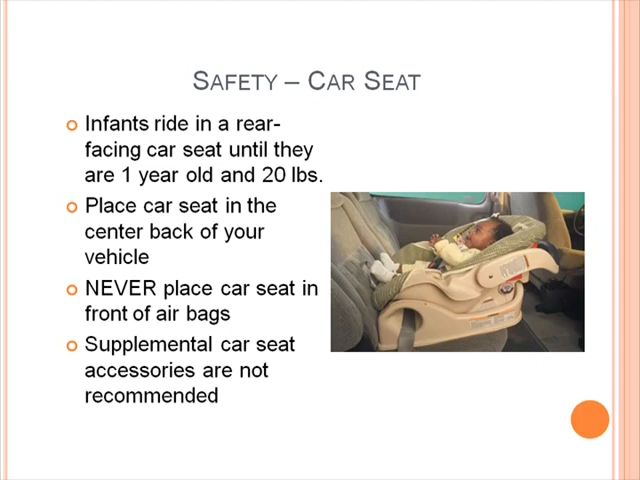 SAFETY – CAR SEAT
Infants ride in a rear-
facing car seat until they
are 1 year old and 20 lbs.
Place car seat in the
center back of your
vehicle
NEVER place car seat in
front of air bags
Supplemental car seat
accessories are not
recommended